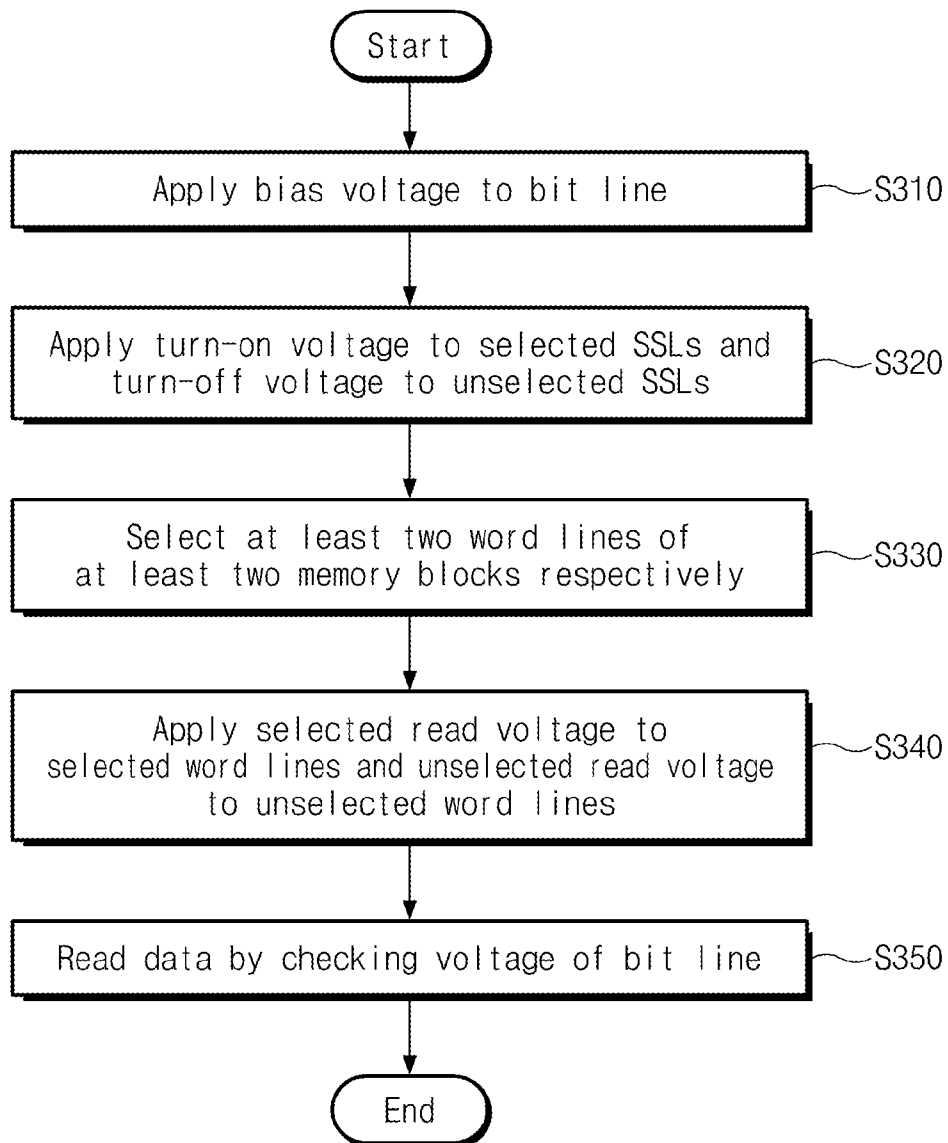 Start
Apply bias voltage to bit line
S310
Apply turn-on voltage to selected SSLs and
turn-off voltage to unselected SSLs
S320
Select at least two word lines of
at least two memory blocks respectively
S330
Apply selected read voltage to
selected word lines and unselected read voltage
to unselected word lines
S340
Read data by checking voltage of bit line
S350
End